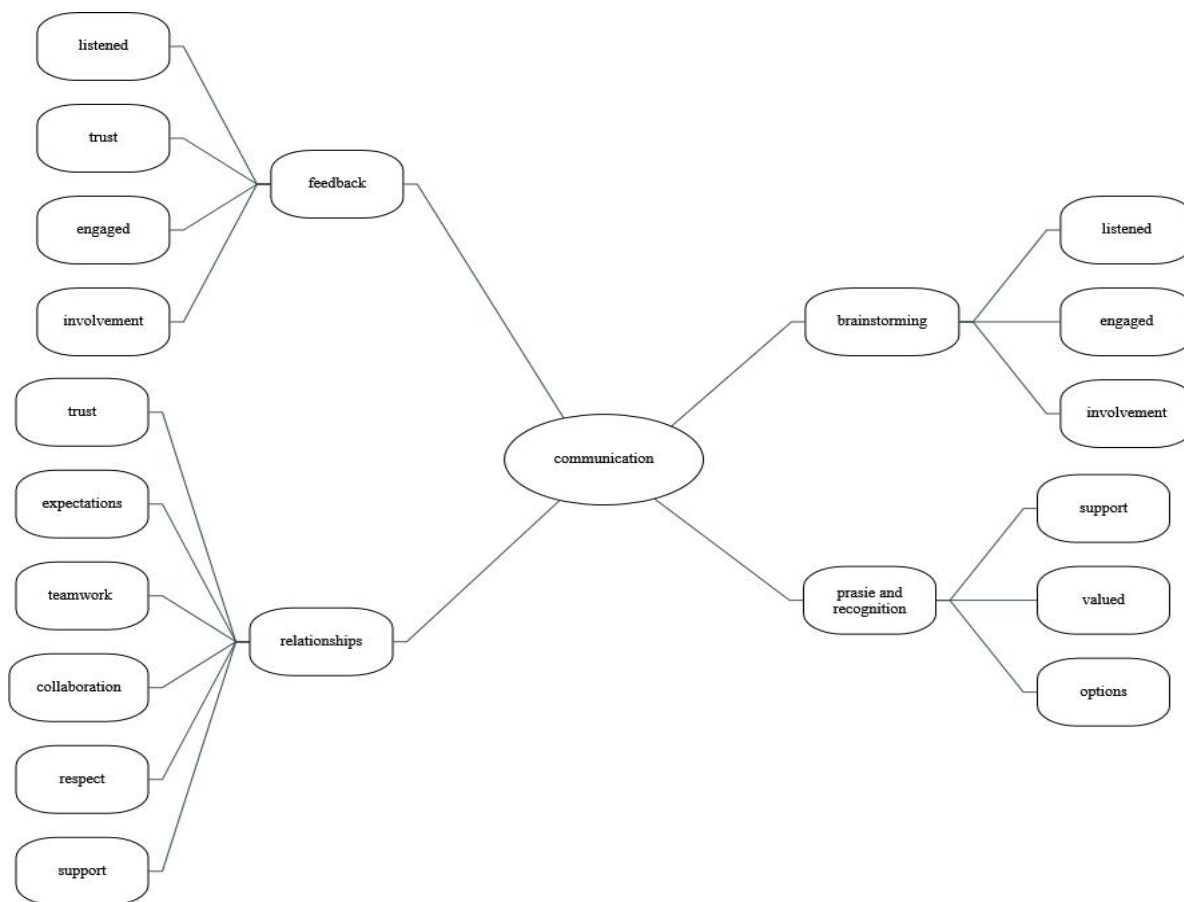 listened
trust
engaged
involvement
feedback
trust
expectations
teamwork
collaboration
respect
support
relationships
communication
brainstorming
listened
engaged
involvement
prasie and
recognition
support
valued
options